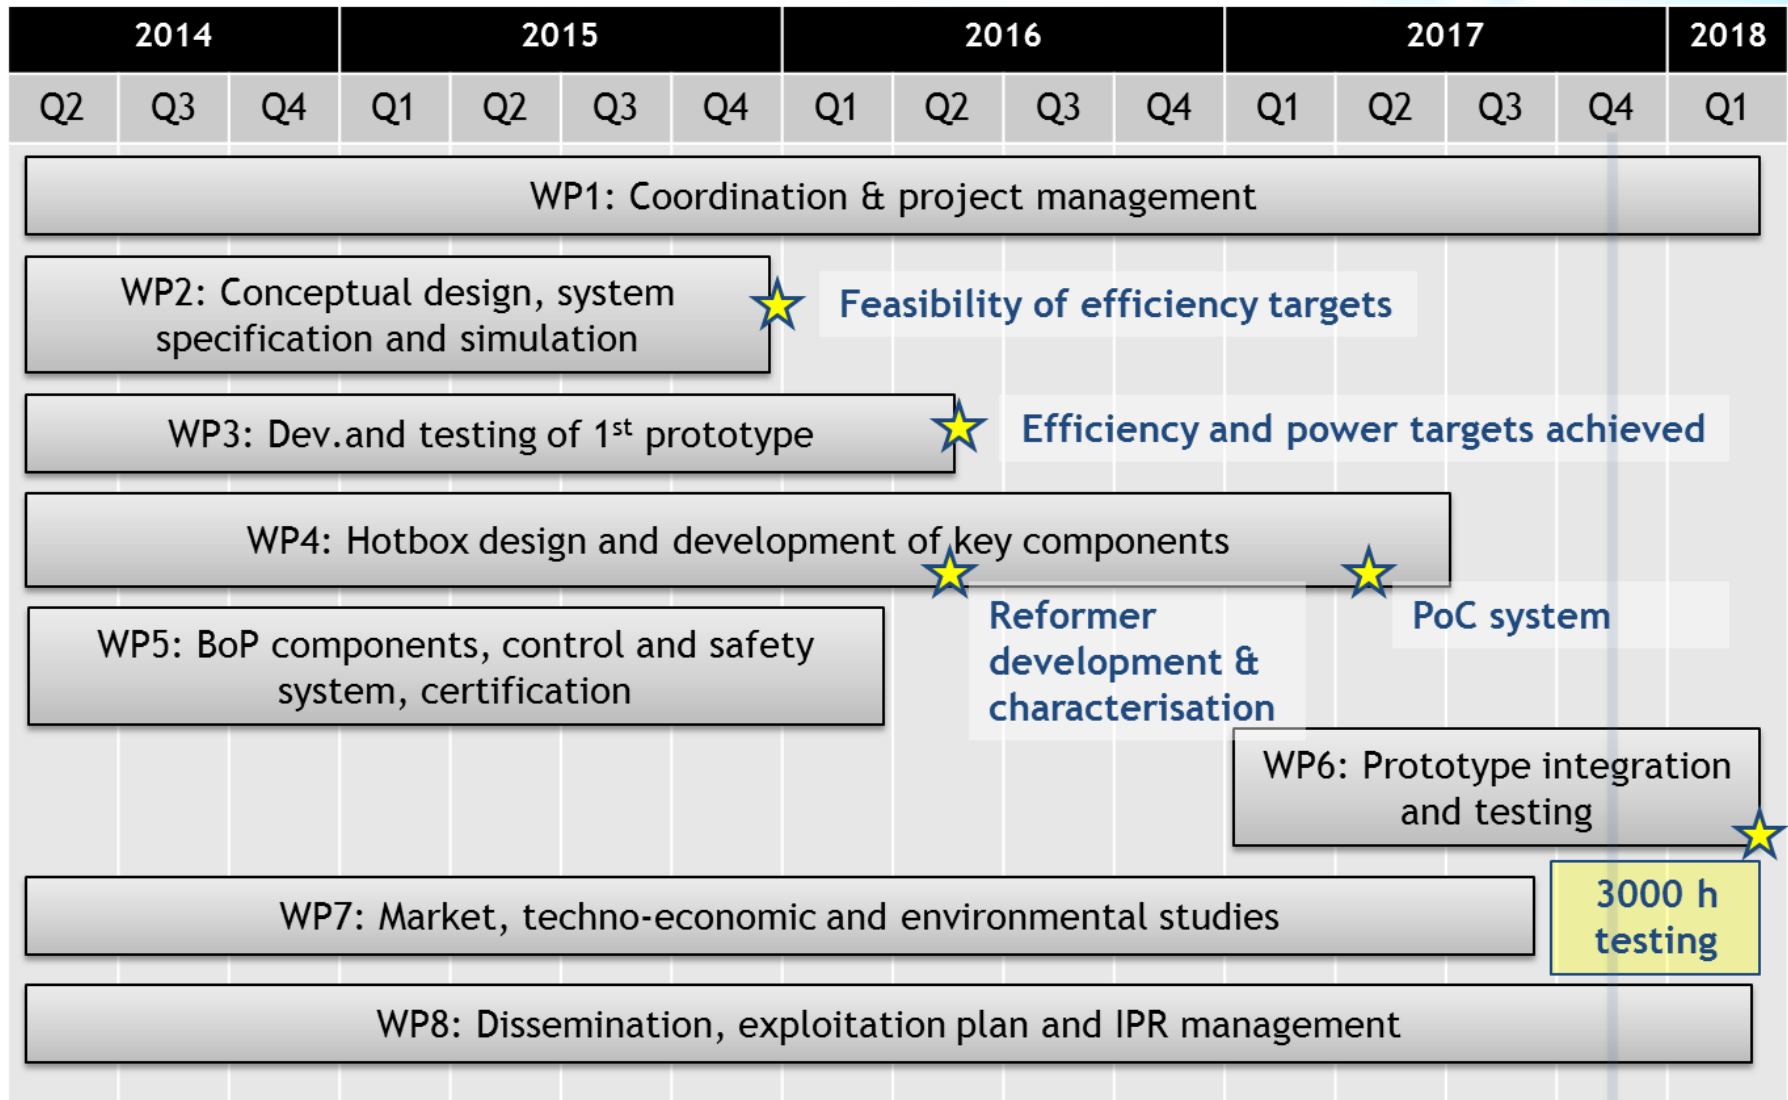 2014 2015 2016 2017 2018
Q2 Q3 Q4 Q1 Q2 Q3 Q4 Q1 Q2 Q3 Q4 Q1 Q2 Q3 Q4 Q1
WP1: Coordination & project management
WP2: Conceptual design, system
specification and simulation
Feasibility of efficiency targets
WP3: Dev.and testing of 1st prototype
Efficiency and power targets achieved
WP4: Hotbox design and development of key components
Reformer
development &
characterisation
PoC system
WP5: BoP components, control and safety
system, certification
WP6: Prototype integration
and testing
WP7: Market, techno-economic and environmental studies
3000 h
testing
WP8: Dissemination, exploitation plan and IPR management